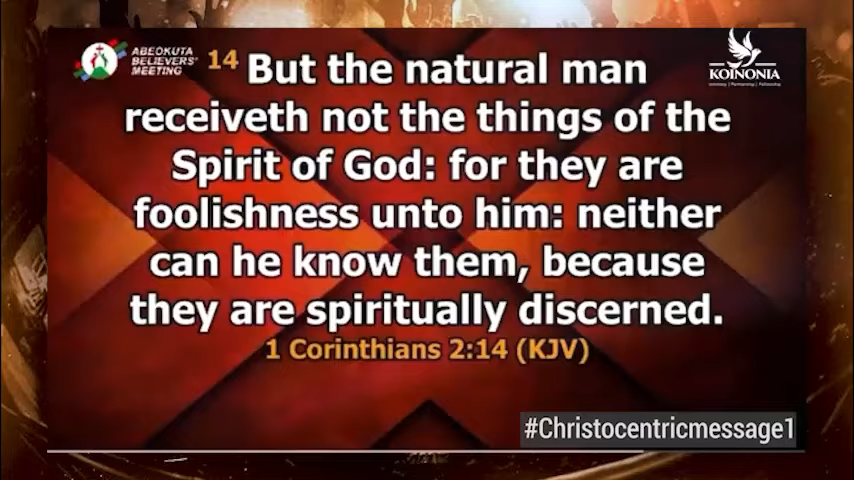 ABEOKUTA
BELIEVERS'
MEETING
KOINONIA
14 But the natural man
receiveth not the things of the
Spirit of God: for they are
foolishness unto him: neither
can he know them, because
they are spiritually discerned.
1 Corinthians 2:14 (KJV)
#Christocentricmessage1